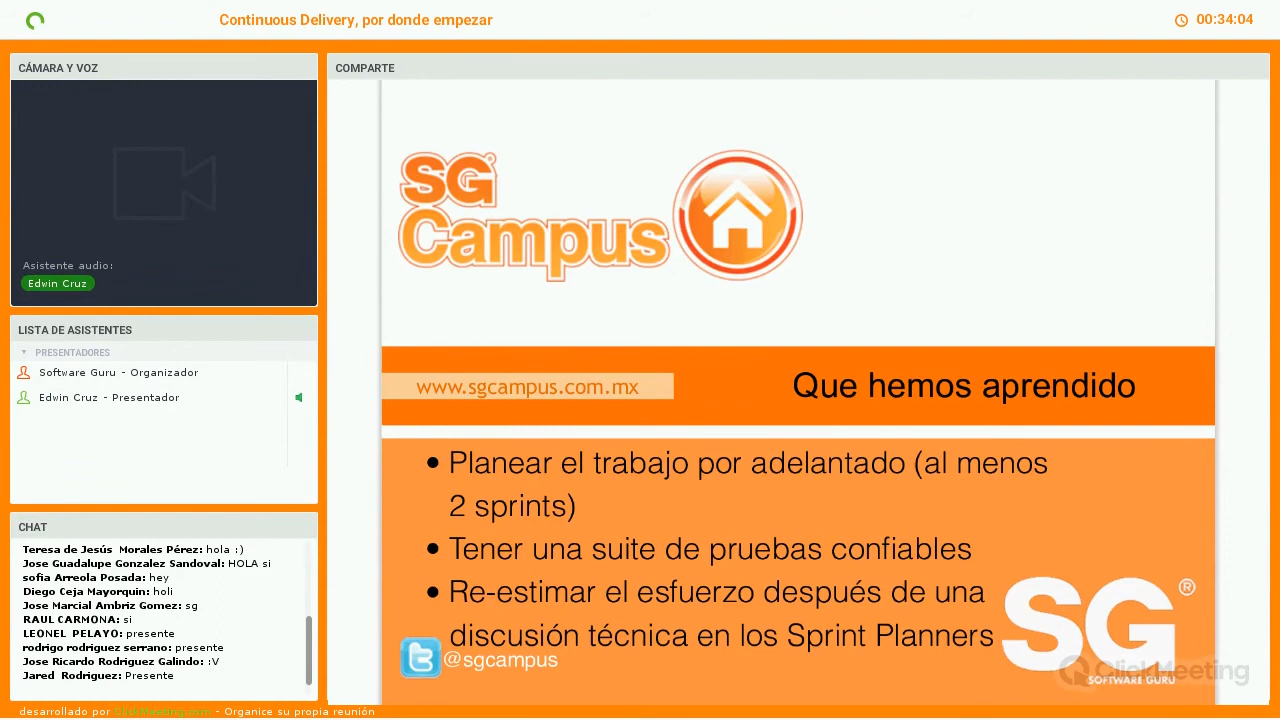 Continuous Delivery, por donde empezar
00:34:04
CÁMARA Y VOZ
Asistente audio:
Edwin Cruz
LISTA DE ASISTENTES
PRESENTADORES
Software Guru - Organizador
Edwin Cruz - Presentador
CHAT
Teresa de Jesús Morales Pérez: hola :)
Jose Guadalupe Gonzalez Sandoval: HOLA si
sofia Arreola Posada: hey
Diego Ceja Mayorquin: holi
Jose Marcial Ambriz Gomez: sg
RAUL CARMONA: si
LEONEL PELAYO: presente
rodrigo rodriguez serrano: presente
Jose Ricardo Rodriguez Galindo: :V
Jared Rodriguez: Presente
desarrollado por ClickMeeting.com - Organice su propia reunión
COMPARTE
SG
Campus
www.sgcampus.com.mx
Que hemos aprendido
• Planear el trabajo por adelantado (al menos
2 sprints)
• Tener una suite de pruebas confiables
• Re-estimar el esfuerzo después de una
discusión técnica en los Sprint Planners
@sgcampus
SG®
SOFTWARE GURU
ClickMeeting